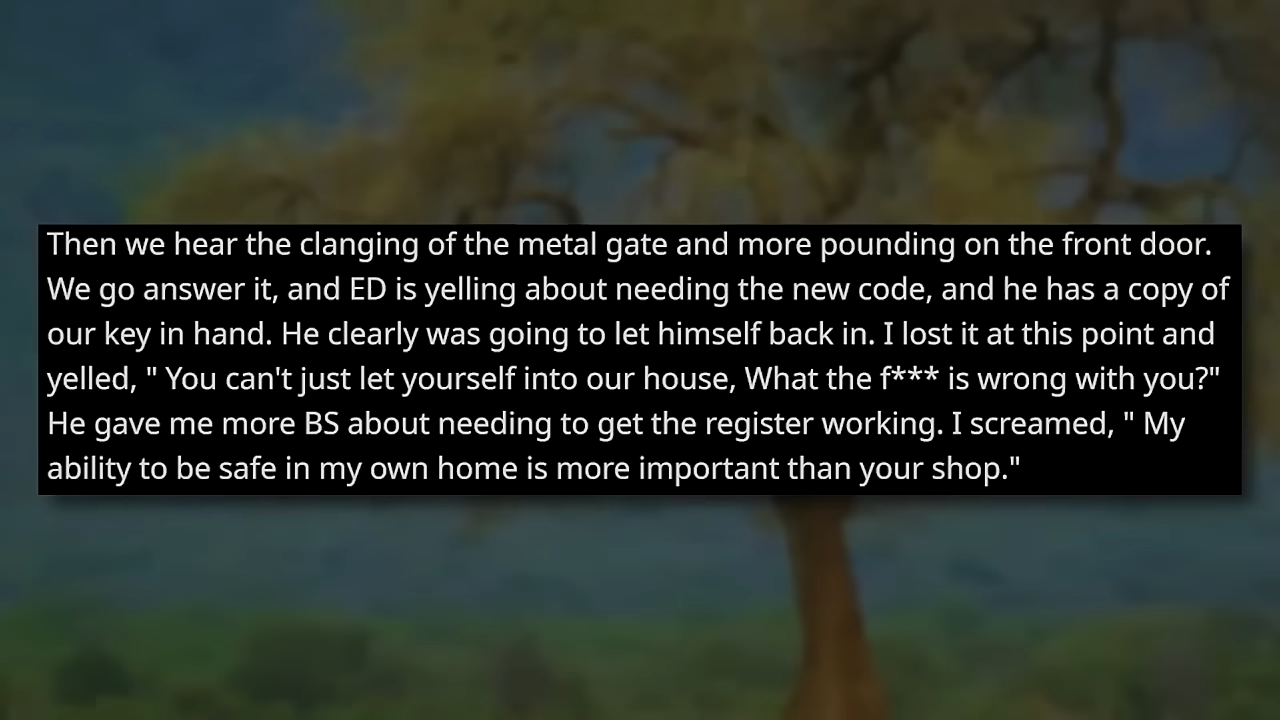 Then we hear the clanging of the metal gate and more pounding on the front door.
We go answer it, and ED is yelling about needing the new code, and he has a copy of
our key in hand. He clearly was going to let himself back in. I lost it at this point and
yelled, " You can't just let yourself into our house, What the f*** is wrong with you?"
He gave me more BS about needing to get the register working. I screamed, " My
ability to be safe in my own home is more important than your shop."